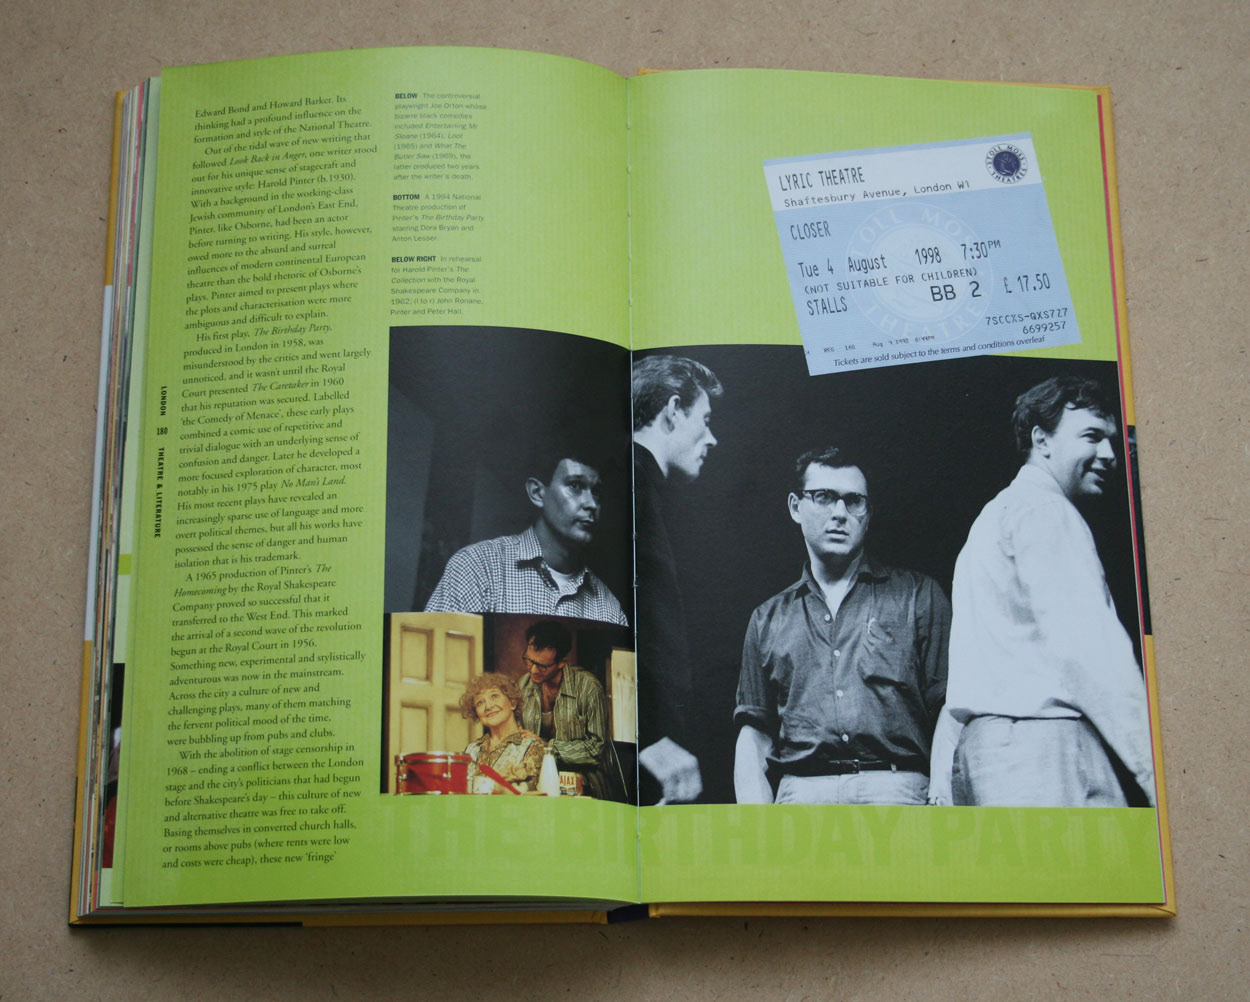 Edward Bond and Howard Barker. Its
thinking had a profound influence on the
formation and style of the National Theatre.
Out of the tidal wave of new writing that
followed Look Back in Anger, one writer stood
out for his unique sense of stagecraft and
innovative style: Harold Pinter (b.1930).
With a background in the working-class
Jewish community of London's East End,
Pinter, like Osborne, had been an actor
before turning to writing. His style, however,
owed more to the absurd and surreal
influences of modern continental European
theatre than the bold rhetoric of Osborne's
plays. Pinter aimed to present plays where
the plots and characterisation were more
ambiguous and difficult to explain.
His first play, The Birthday Party,
produced in London in 1958, was
misunderstood by the critics and went largely
unnoticed, and it wasn't until the Royal
Court presented The Caretaker in 1960
that his reputation was secured. Labelled
'the Comedy of Menace', these early plays
combined a comic use of repetitive and
trivial dialogue with an underlying sense of
confusion and danger. Later he developed a
more focused exploration of character, most
notably in his 1975 play No Man's Land.
His most recent plays have revealed an
increasingly sparse use of language and more
overt political themes, but all his works have
possessed the sense of danger and human
isolation that is his trademark.
A 1965 production of Pinter's The
Homecoming by the Royal Shakespeare
Company proved so successful that it
transferred to the West End. This marked
the arrival of a second wave of the revolution
begun at the Royal Court in 1956.
Something new, experimental and stylistically
adventurous was now in the mainstream.
Across the city a culture of new and
challenging plays, many of them matching
the fervent political mood of the time,
were bubbling up from pubs and clubs.
With the abolition of stage censorship in
1968 – ending a conflict between the London
stage and the city's politicians that had begun
before Shakespeare's day – this culture of new
and alternative theatre was free to take off.
Basing themselves in converted church halls,
or rooms above pubs (where rents were low
and costs were cheap), these new 'fringe'
LONDON 180 THEATRE & LITERATURE
BELOW The controversial
playwright Joe Orton whose
bizarre black comedies
included Entertaining Mr
Sloane (1964), Loot
(1965) and What The
Butler Saw (1969), the
latter produced two years
after the writer's death.
BOTTOM A 1994 National
Theatre production of
Pinter's The Birthday Party
starring Dora Bryan and
Anton Lesser.
BELOW RIGHT In rehearsal
for Harold Pinter's The
Collection with the Royal
Shakespeare Company in
1962; (l to r) John Ronane,
Pinter and Peter Hall.
AJAX
LYRIC THEATRE
Shaftesbury Avenue, London W1
STOLL MOSS
THEATRES
CLOSER
Tue 4 August 1998 7:30PM
(NOT SUITABLE FOR CHILDREN)
STALLS BB 2 £ 17.50
7SCCXS-QXS7Z7
6699257
Tickets are sold subject to the terms and conditions overleaf
STOLL MOSS
THEATRE
THE BIRTHDAY PARTY